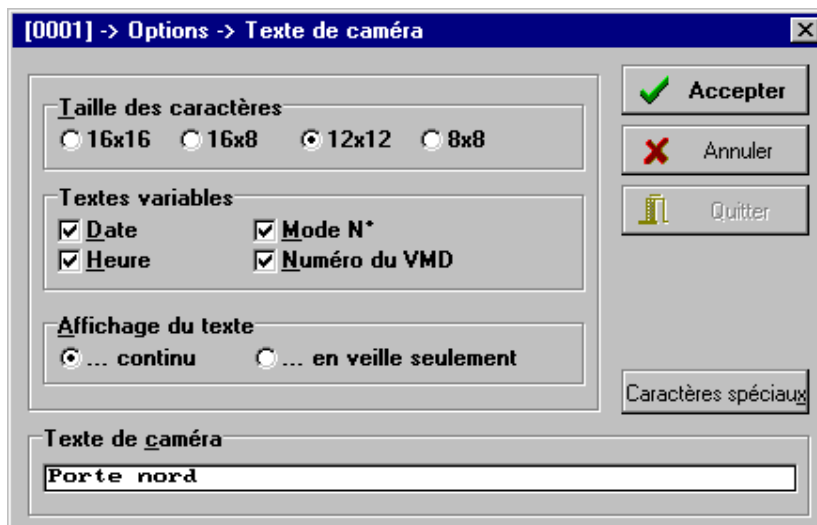 [0001] -> Options -> Texte de caméra
Taille des caractères
16x16 16x8 12x12 8x8
Textes variables
Date Mode N°
Heure Numéro du VMD
Affichage du texte
... continu ... en veille seulement
Accepter
Annuler
Quitter
Caractères spéciaux
Texte de caméra
Porte nord